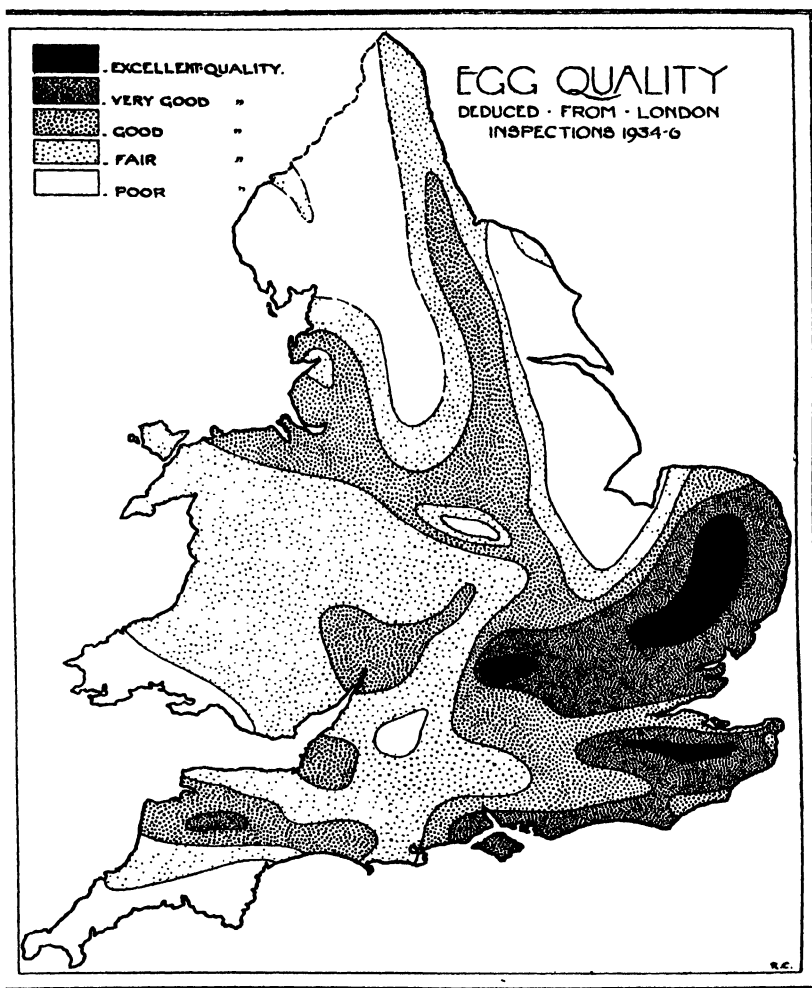 EGG QUALITY
DEDUCED · FROM · LONDON
INSPECTIONS 1934-6
. EXCELLENT QUALITY.
. VERY GOOD "
. GOOD "
. FAIR "
. POOR "
R.C.